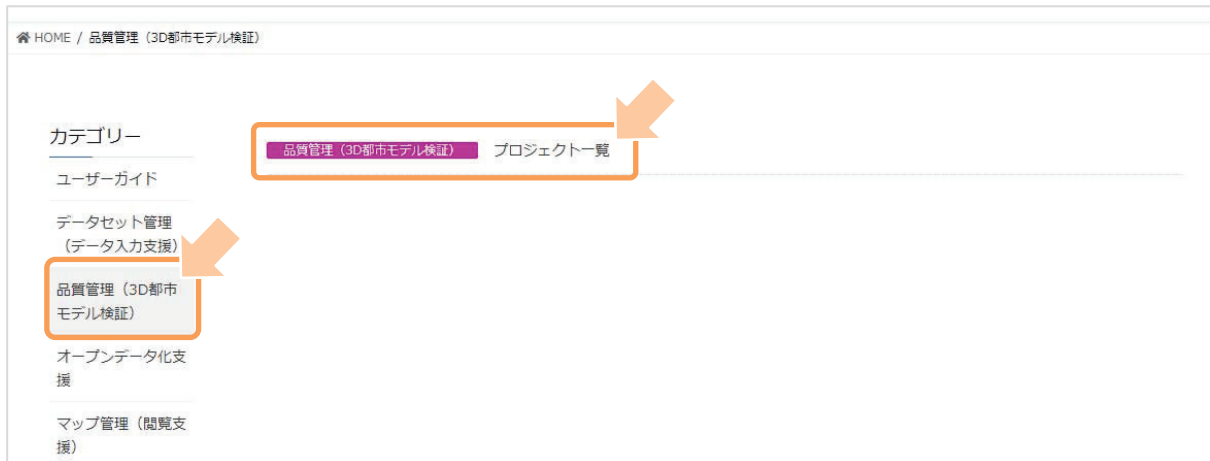 HOME / 品質管理（3D都市モデル検証）
カテゴリー
ユーザーガイド
データセット管理
（データ入力支援）
品質管理（3D都市
モデル検証）
オープンデータ化支
援
マップ管理（閲覧支
援）
品質管理（3D都市モデル検証） プロジェクト一覧